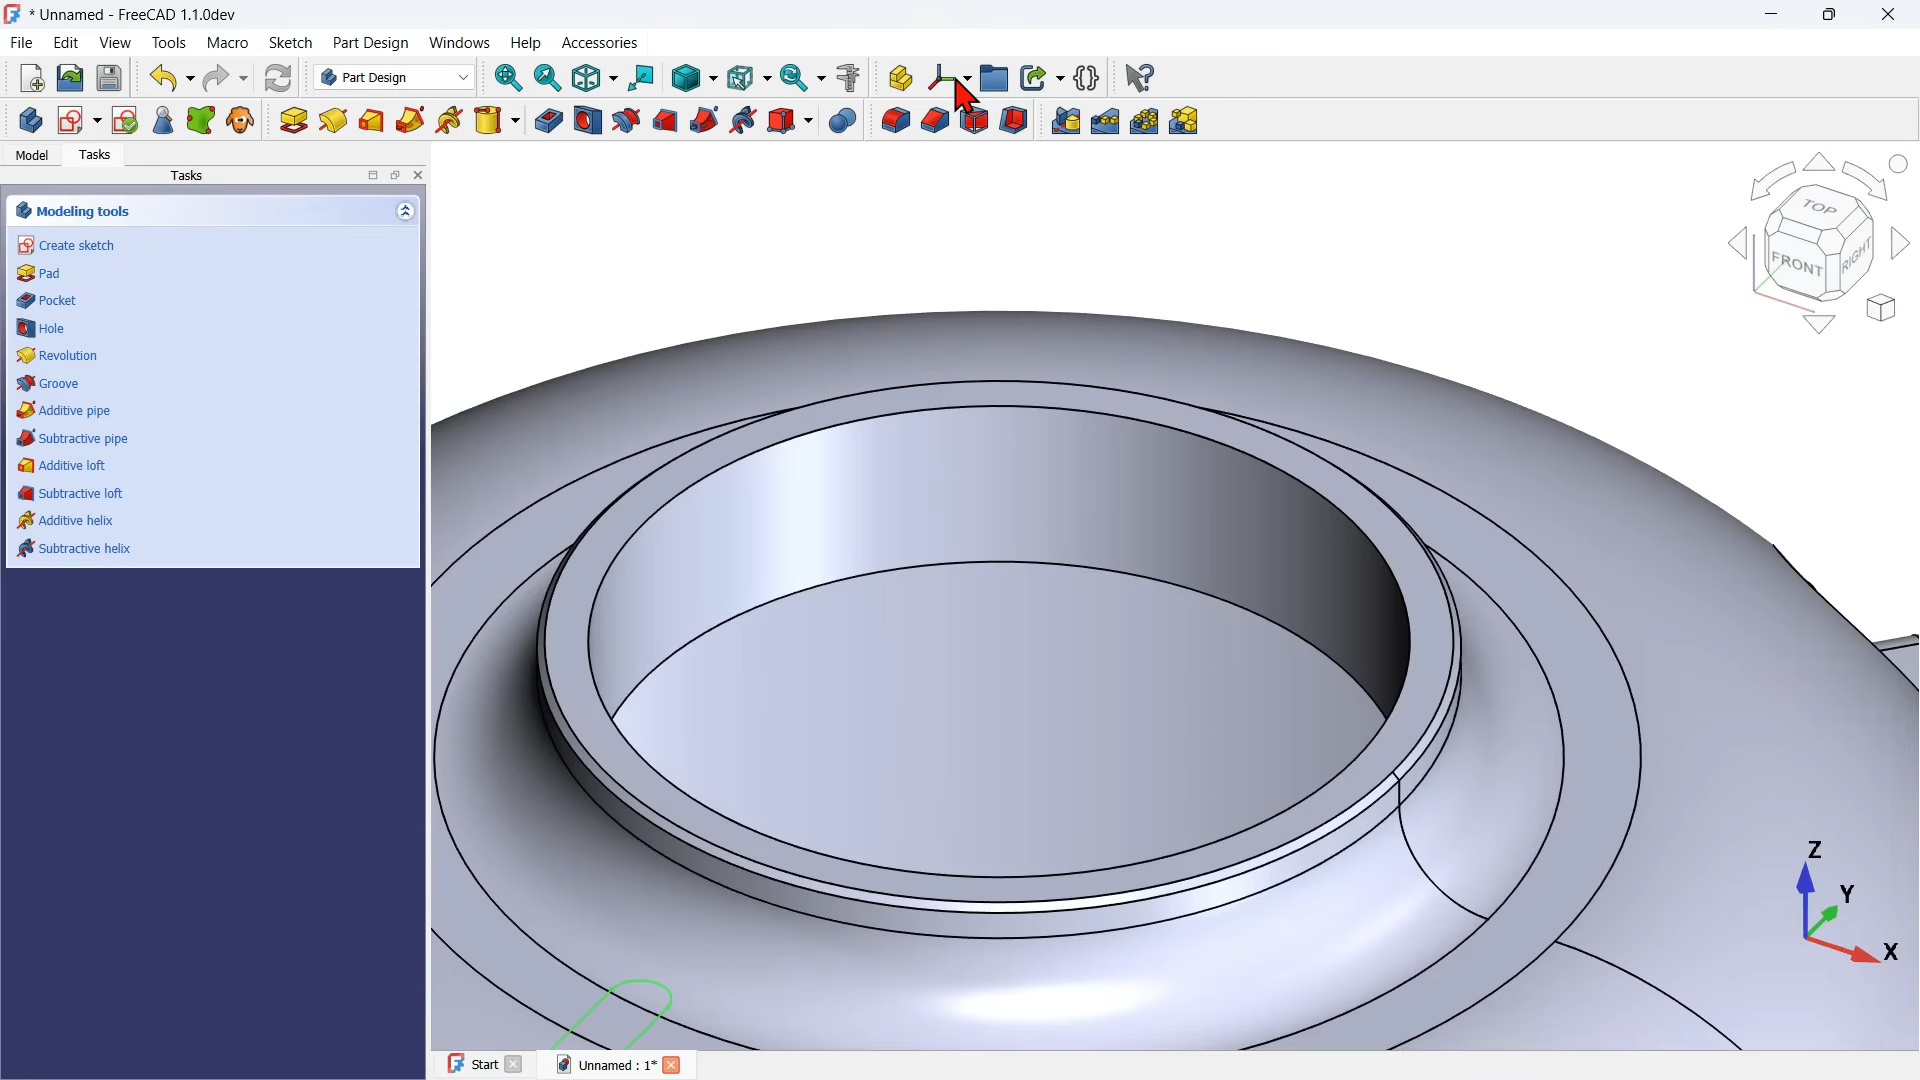 * Unnamed - FreeCAD 1.1.0dev
File Edit View Tools Macro Sketch Part Design Windows Help Accessories
Part Design
Model Tasks
Tasks
Modeling tools
Create sketch
Pad
Pocket
Hole
Revolution
Groove
Additive pipe
Subtractive pipe
Additive loft
Subtractive loft
Additive helix
Subtractive helix
TOP
FRONT
RIGHT
Z
Y
X
Start
Unnamed : 1*